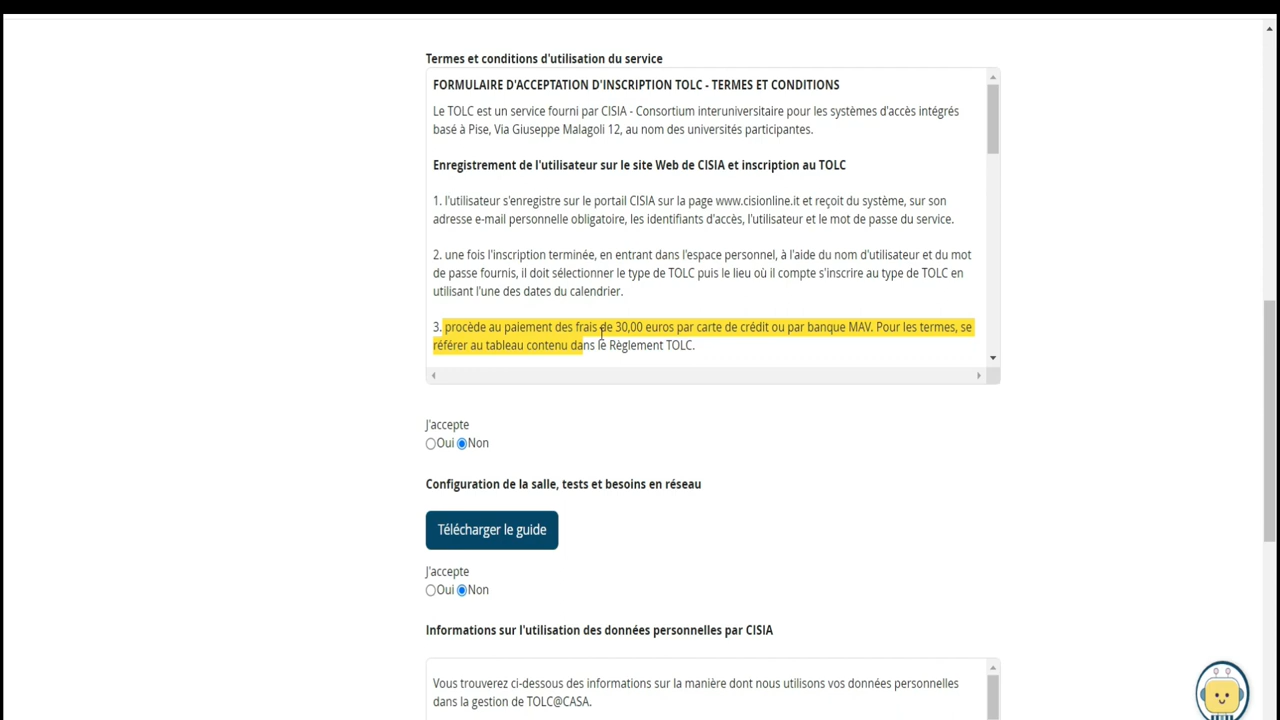 Termes et conditions d'utilisation du service
FORMULAIRE D'ACCEPTATION D'INSCRIPTION TOLC - TERMES ET CONDITIONS
Le TOLC est un service fourni par CISIA - Consortium interuniversitaire pour les systèmes d'accès intégrés
basé à Pise, Via Giuseppe Malagoli 12, au nom des universités participantes.
Enregistrement de l'utilisateur sur le site Web de CISIA et inscription au TOLC
1. l'utilisateur s'enregistre sur le portail CISIA sur la page www.cisionline.it et reçoit du système, sur son
adresse e-mail personnelle obligatoire, les identifiants d'accès, l'utilisateur et le mot de passe du service.
2. une fois l'inscription terminée, en entrant dans l'espace personnel, à l'aide du nom d'utilisateur et du mot
de passe fournis, il doit sélectionner le type de TOLC puis le lieu où il compte s'inscrire au type de TOLC en
utilisant l'une des dates du calendrier.
3. procède au paiement des frais de 30,00 euros par carte de crédit ou par banque MAV. Pour les termes, se
référer au tableau contenu dans le Règlement TOLC.
J'accepte
Oui Non
Configuration de la salle, tests et besoins en réseau
Télécharger le guide
J'accepte
Oui Non
Informations sur l'utilisation des données personnelles par CISIA
Vous trouverez ci-dessous des informations sur la manière dont nous utilisons vos données personnelles
dans la gestion de TOLC@CASA.